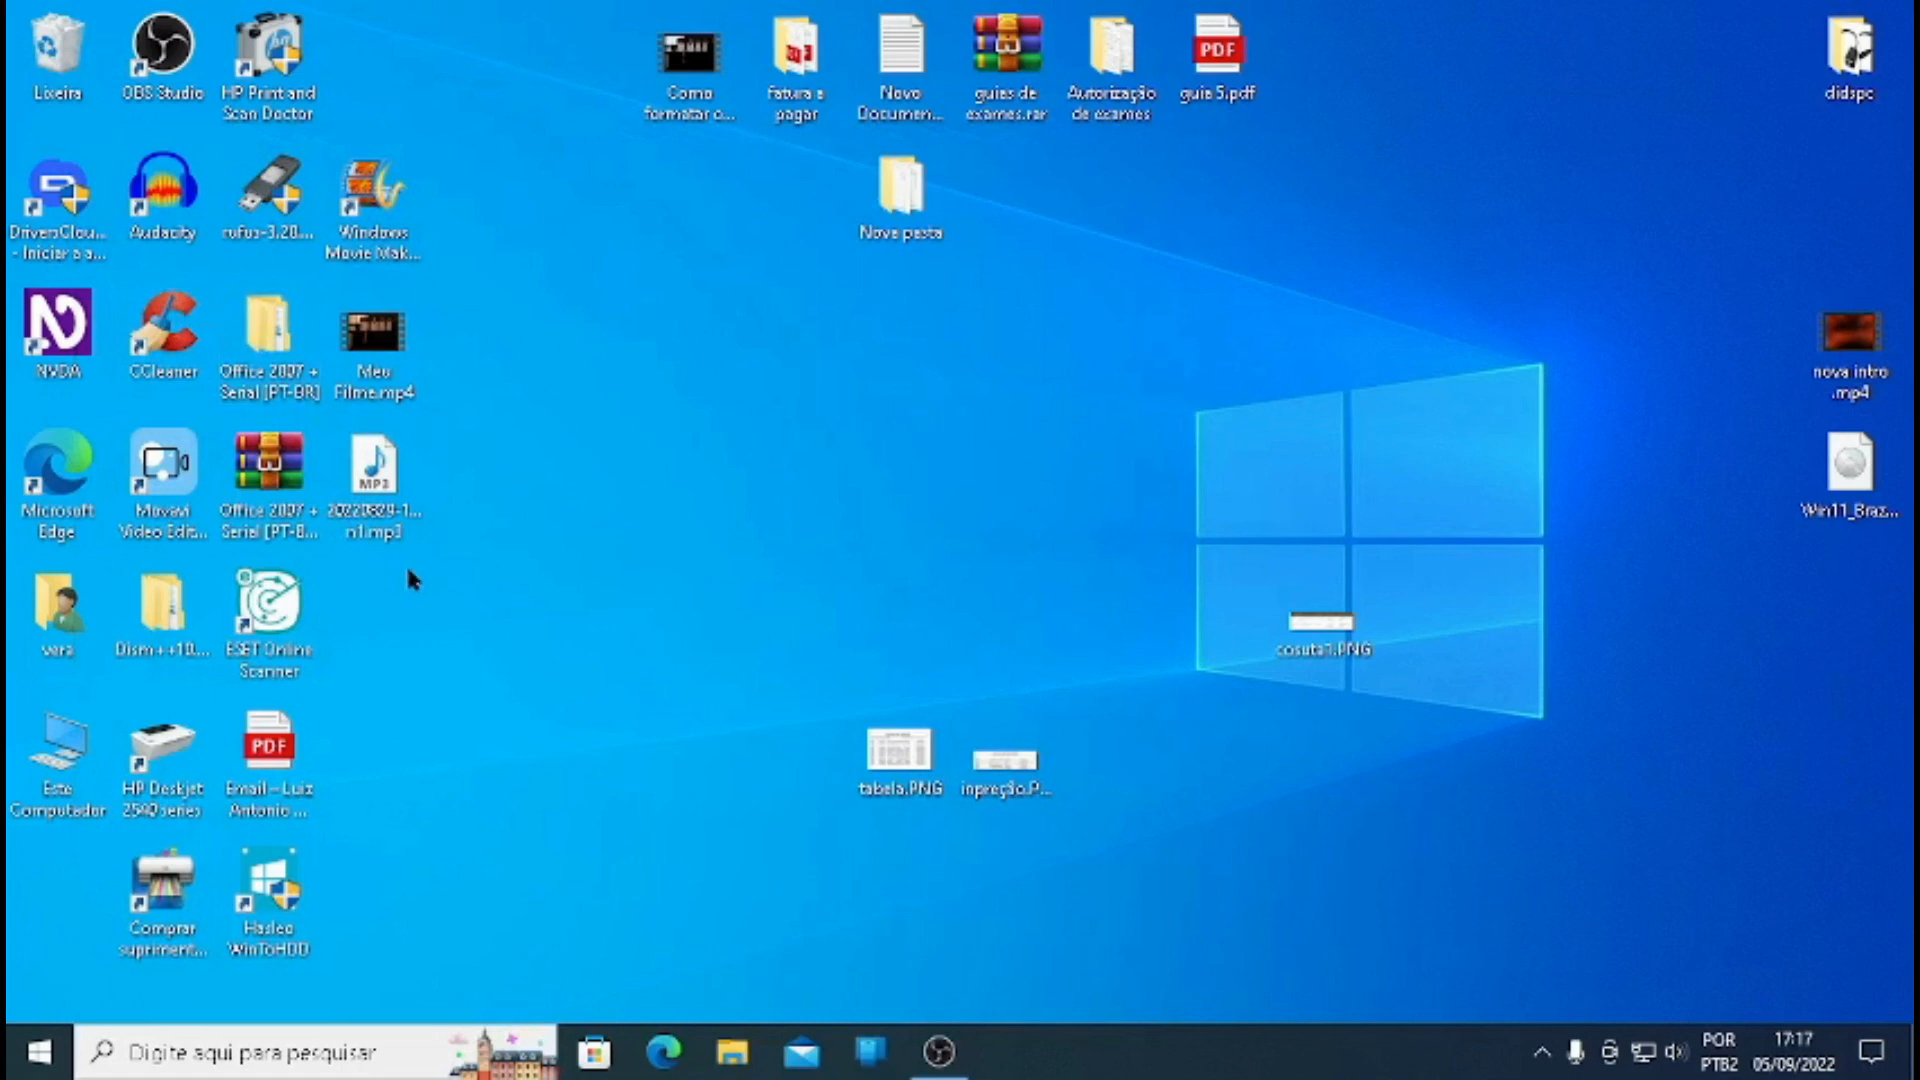 Lixeira
OBS Studio
HP Print and
Scan Doctor
Como
formatar o...
fatura a
pagar
Novo
Documen...
guias de
exames.rar
Autorização
de exames
PDF
guia 5.pdf
didspc
DriversClou...
- Iniciar a a...
Audacity
rufus-3.20....
Windows
Movie Mak...
Nova pasta
NVDA
CCleaner
Office 2007 +
Serial [PT-BR]
Meu
Filme.mp4
nova intro
.mp4
Microsoft
Edge
Movavi
Video Edit...
Office 2007 +
Serial [PT-B...
MP3
20220829-1...
n1.mp3
Win11_Braz...
vera
Dism++10....
ESET Online
Scanner
cosuta1.PNG
Este
Computador
HP Deskjet
2540 series
PDF
Email – Luiz
Antonio ...
tabela.PNG
inpreção.P...
Comprar
supriment...
Hasleo
WinToHDD
Digite aqui para pesquisar
POR
PTB2
17:17
05/09/2022